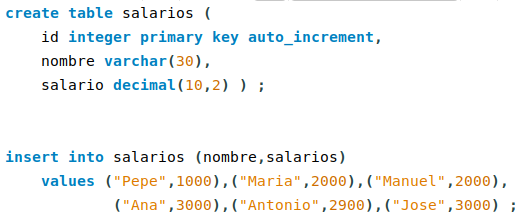 create table salarios (
id integer primary key auto_increment,
nombre varchar(30),
salario decimal(10,2) ) ;
insert into salarios (nombre,salarios)
values ("Pepe",1000),("Maria",2000),("Manuel",2000),
("Ana",3000),("Antonio",2900),("Jose",3000) ;